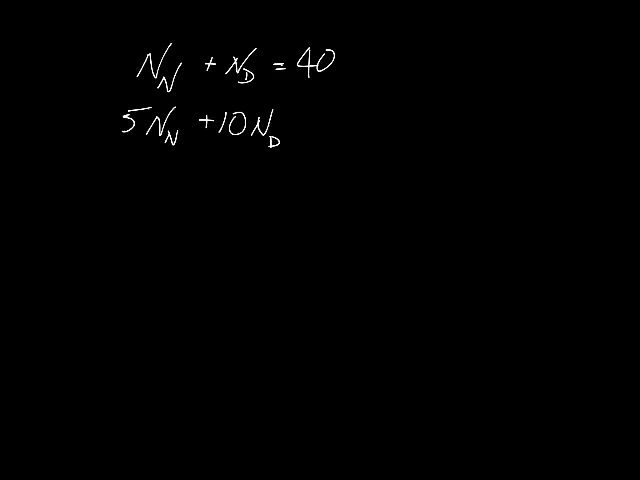 N_N + N_D = 40
5N_N + 10N_D